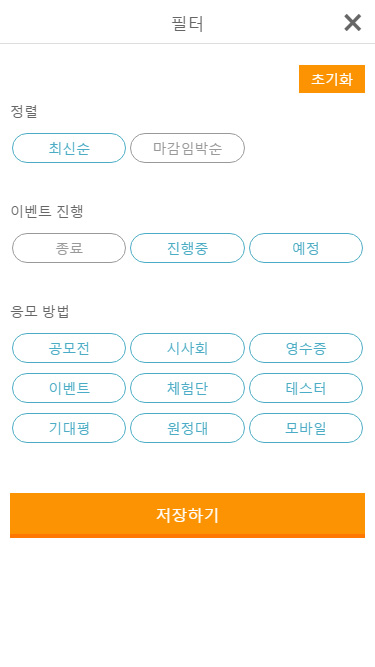 필터
초기화
정렬
최신순 마감임박순
이벤트 진행
종료 진행중 예정
응모 방법
공모전 시사회 영수증
이벤트 체험단 테스터
기대평 원정대 모바일
저장하기